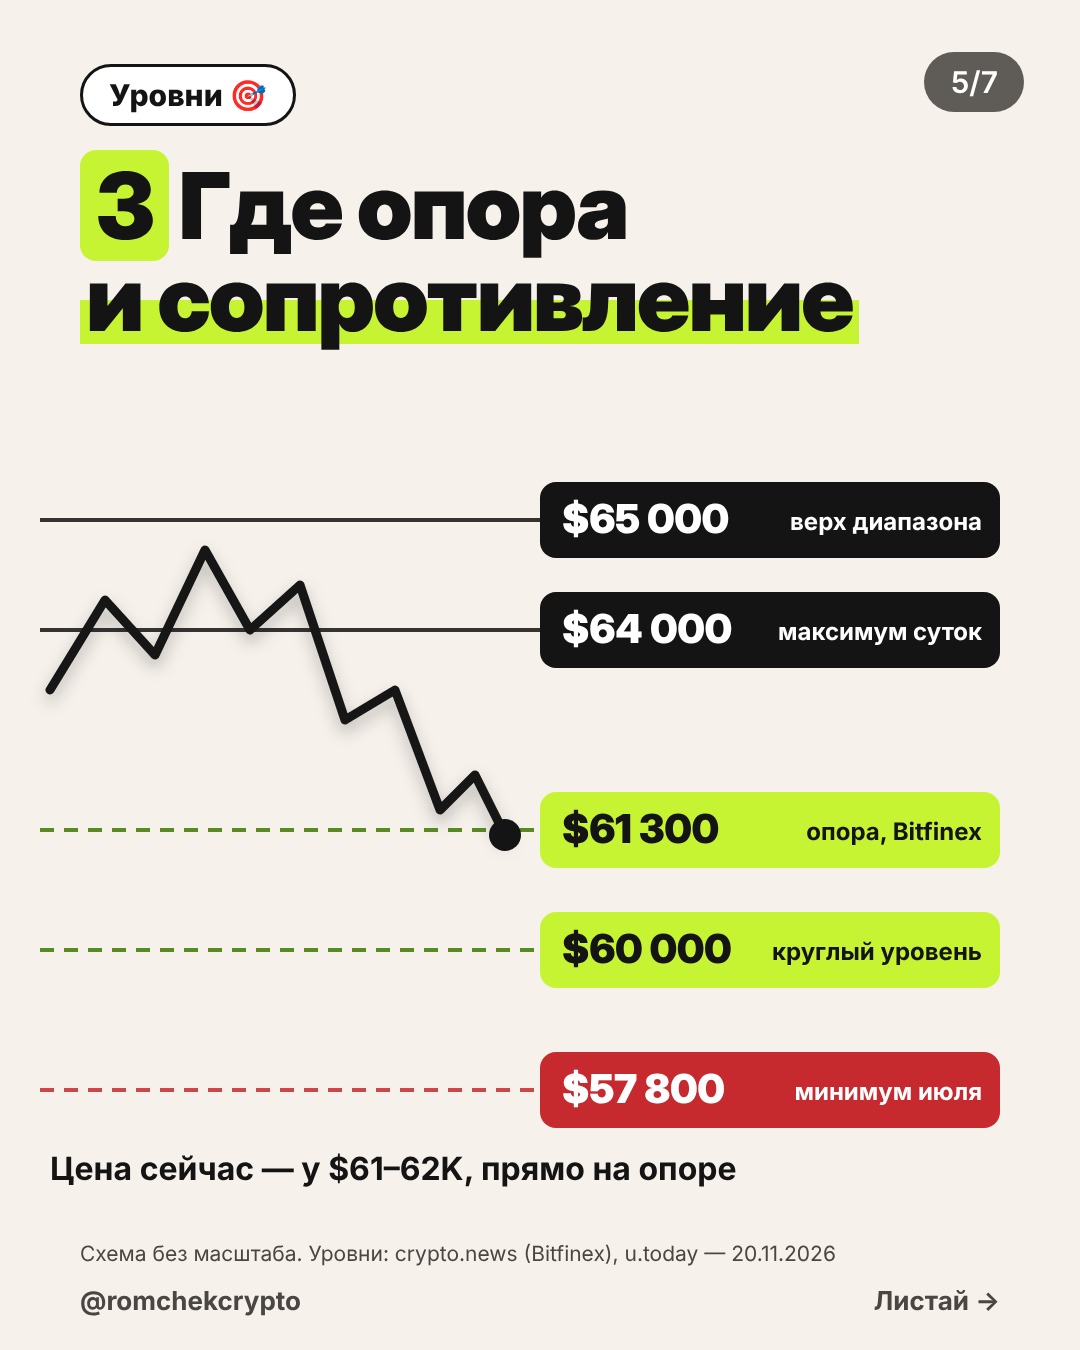 Уровни 🎯
5/7
3 Где опора
и сопротивление
$65 000 верх диапазона
$64 000 максимум суток
$61 300 опора, Bitfinex
$60 000 круглый уровень
$57 800 минимум июля
Цена сейчас — у $61–62K, прямо на опоре
Схема без масштаба. Уровни: crypto.news (Bitfinex), u.today — 20.11.2026
@romchekcrypto
Листай →